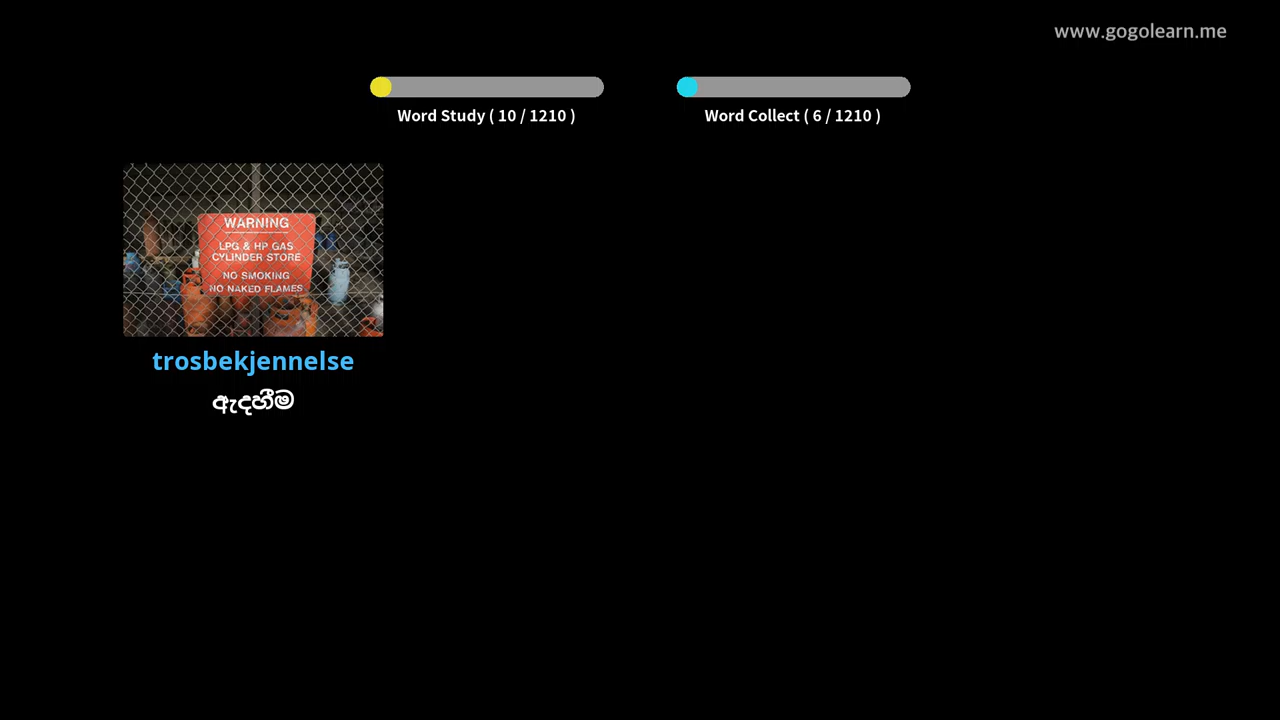 www.gogolearn.me
Word Study ( 10 / 1210 )
Word Collect ( 6 / 1210 )
WARNING
LPG & HP GAS
CYLINDER STORE
NO SMOKING
NO NAKED FLAMES
trosbekjennelse
ඇදහීම